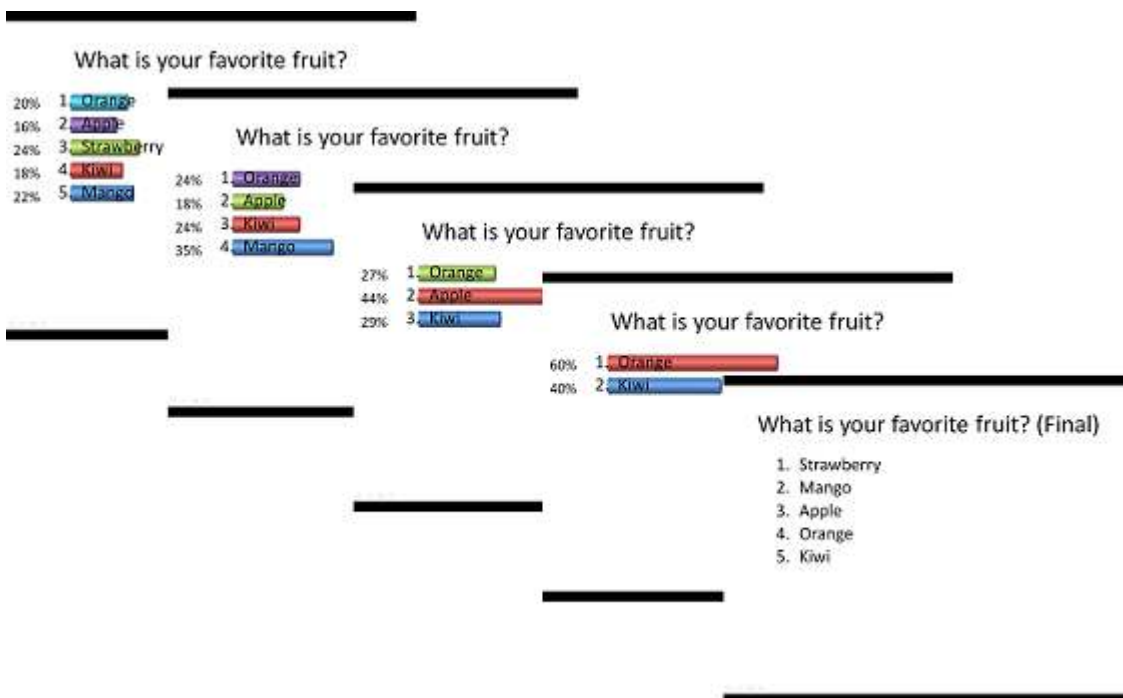 What is your favorite fruit?
20% 1. Orange
16% 2. Apple
24% 3. Strawberry
18% 4. Kiwi
22% 5. Mango
What is your favorite fruit?
24% 1. Orange
18% 2. Apple
24% 3. Kiwi
35% 4. Mango
What is your favorite fruit?
27% 1. Orange
44% 2. Apple
29% 3. Kiwi
What is your favorite fruit?
60% 1. Orange
40% 2. Kiwi
What is your favorite fruit? (Final)
1. Strawberry
2. Mango
3. Apple
4. Orange
5. Kiwi